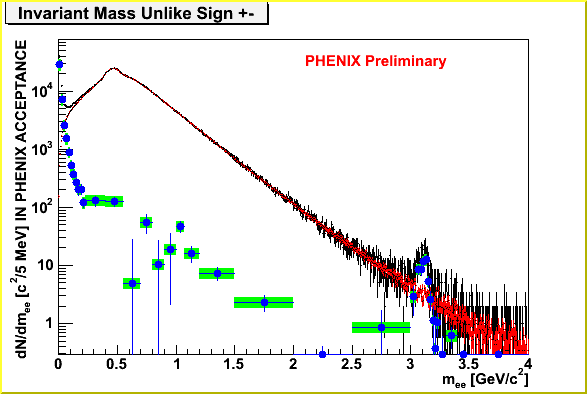 Invariant Mass Unlike Sign +-
PHENIX Preliminary
dN/dm_ee [c²/5 MeV] IN PHENIX ACCEPTANCE
10⁴
10³
10²
10
1
0 0.5 1 1.5 2 2.5 3 3.5 4
m_ee [GeV/c²]